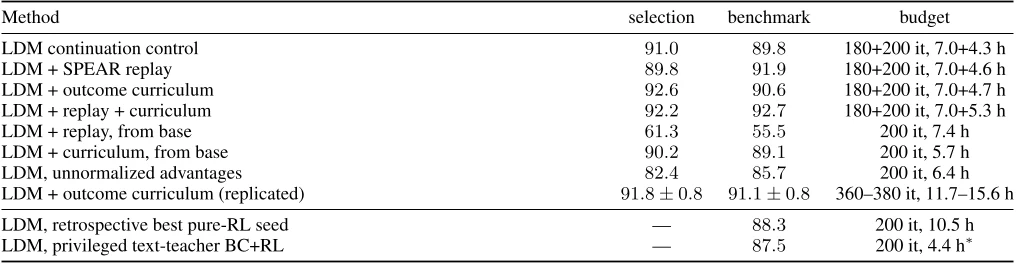 Method selection benchmark budget
LDM continuation control 91.0 89.8 180+200 it, 7.0+4.3 h
LDM + SPEAR replay 89.8 91.9 180+200 it, 7.0+4.6 h
LDM + outcome curriculum 92.6 90.6 180+200 it, 7.0+4.7 h
LDM + replay + curriculum 92.2 92.7 180+200 it, 7.0+5.3 h
LDM + replay, from base 61.3 55.5 200 it, 7.4 h
LDM + curriculum, from base 90.2 89.1 200 it, 5.7 h
LDM, unnormalized advantages 82.4 85.7 200 it, 6.4 h
LDM + outcome curriculum (replicated) 91.8 ± 0.8 91.1 ± 0.8 360–380 it, 11.7–15.6 h
LDM, retrospective best pure-RL seed — 88.3 200 it, 10.5 h
LDM, privileged text-teacher BC+RL — 87.5 200 it, 4.4 h*